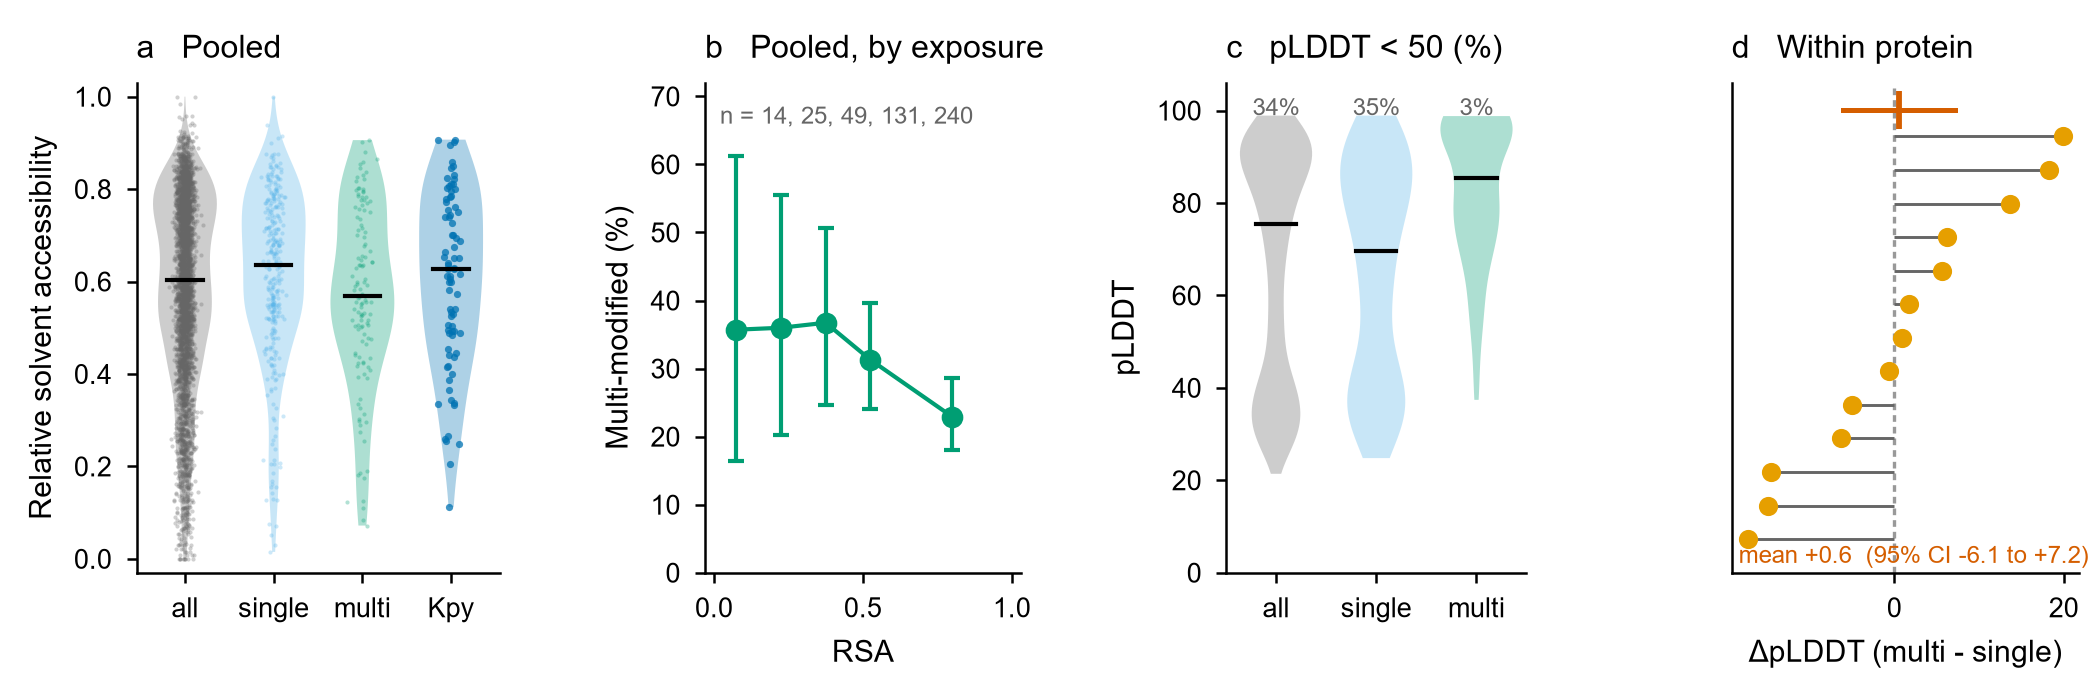 a Pooled
1.0
0.8
0.6
0.4
0.2
0.0
Relative solvent accessibility
all single multi Kpy
b Pooled, by exposure
n = 14, 25, 49, 131, 240
70
60
50
40
30
20
10
0
Multi-modified (%)
0.0 0.5 1.0
RSA
c pLDDT < 50 (%)
34% 35% 3%
100
80
60
40
20
0
pLDDT
all single multi
d Within protein
mean +0.6 (95% CI -6.1 to +7.2)
0 20
ΔpLDDT (multi - single)